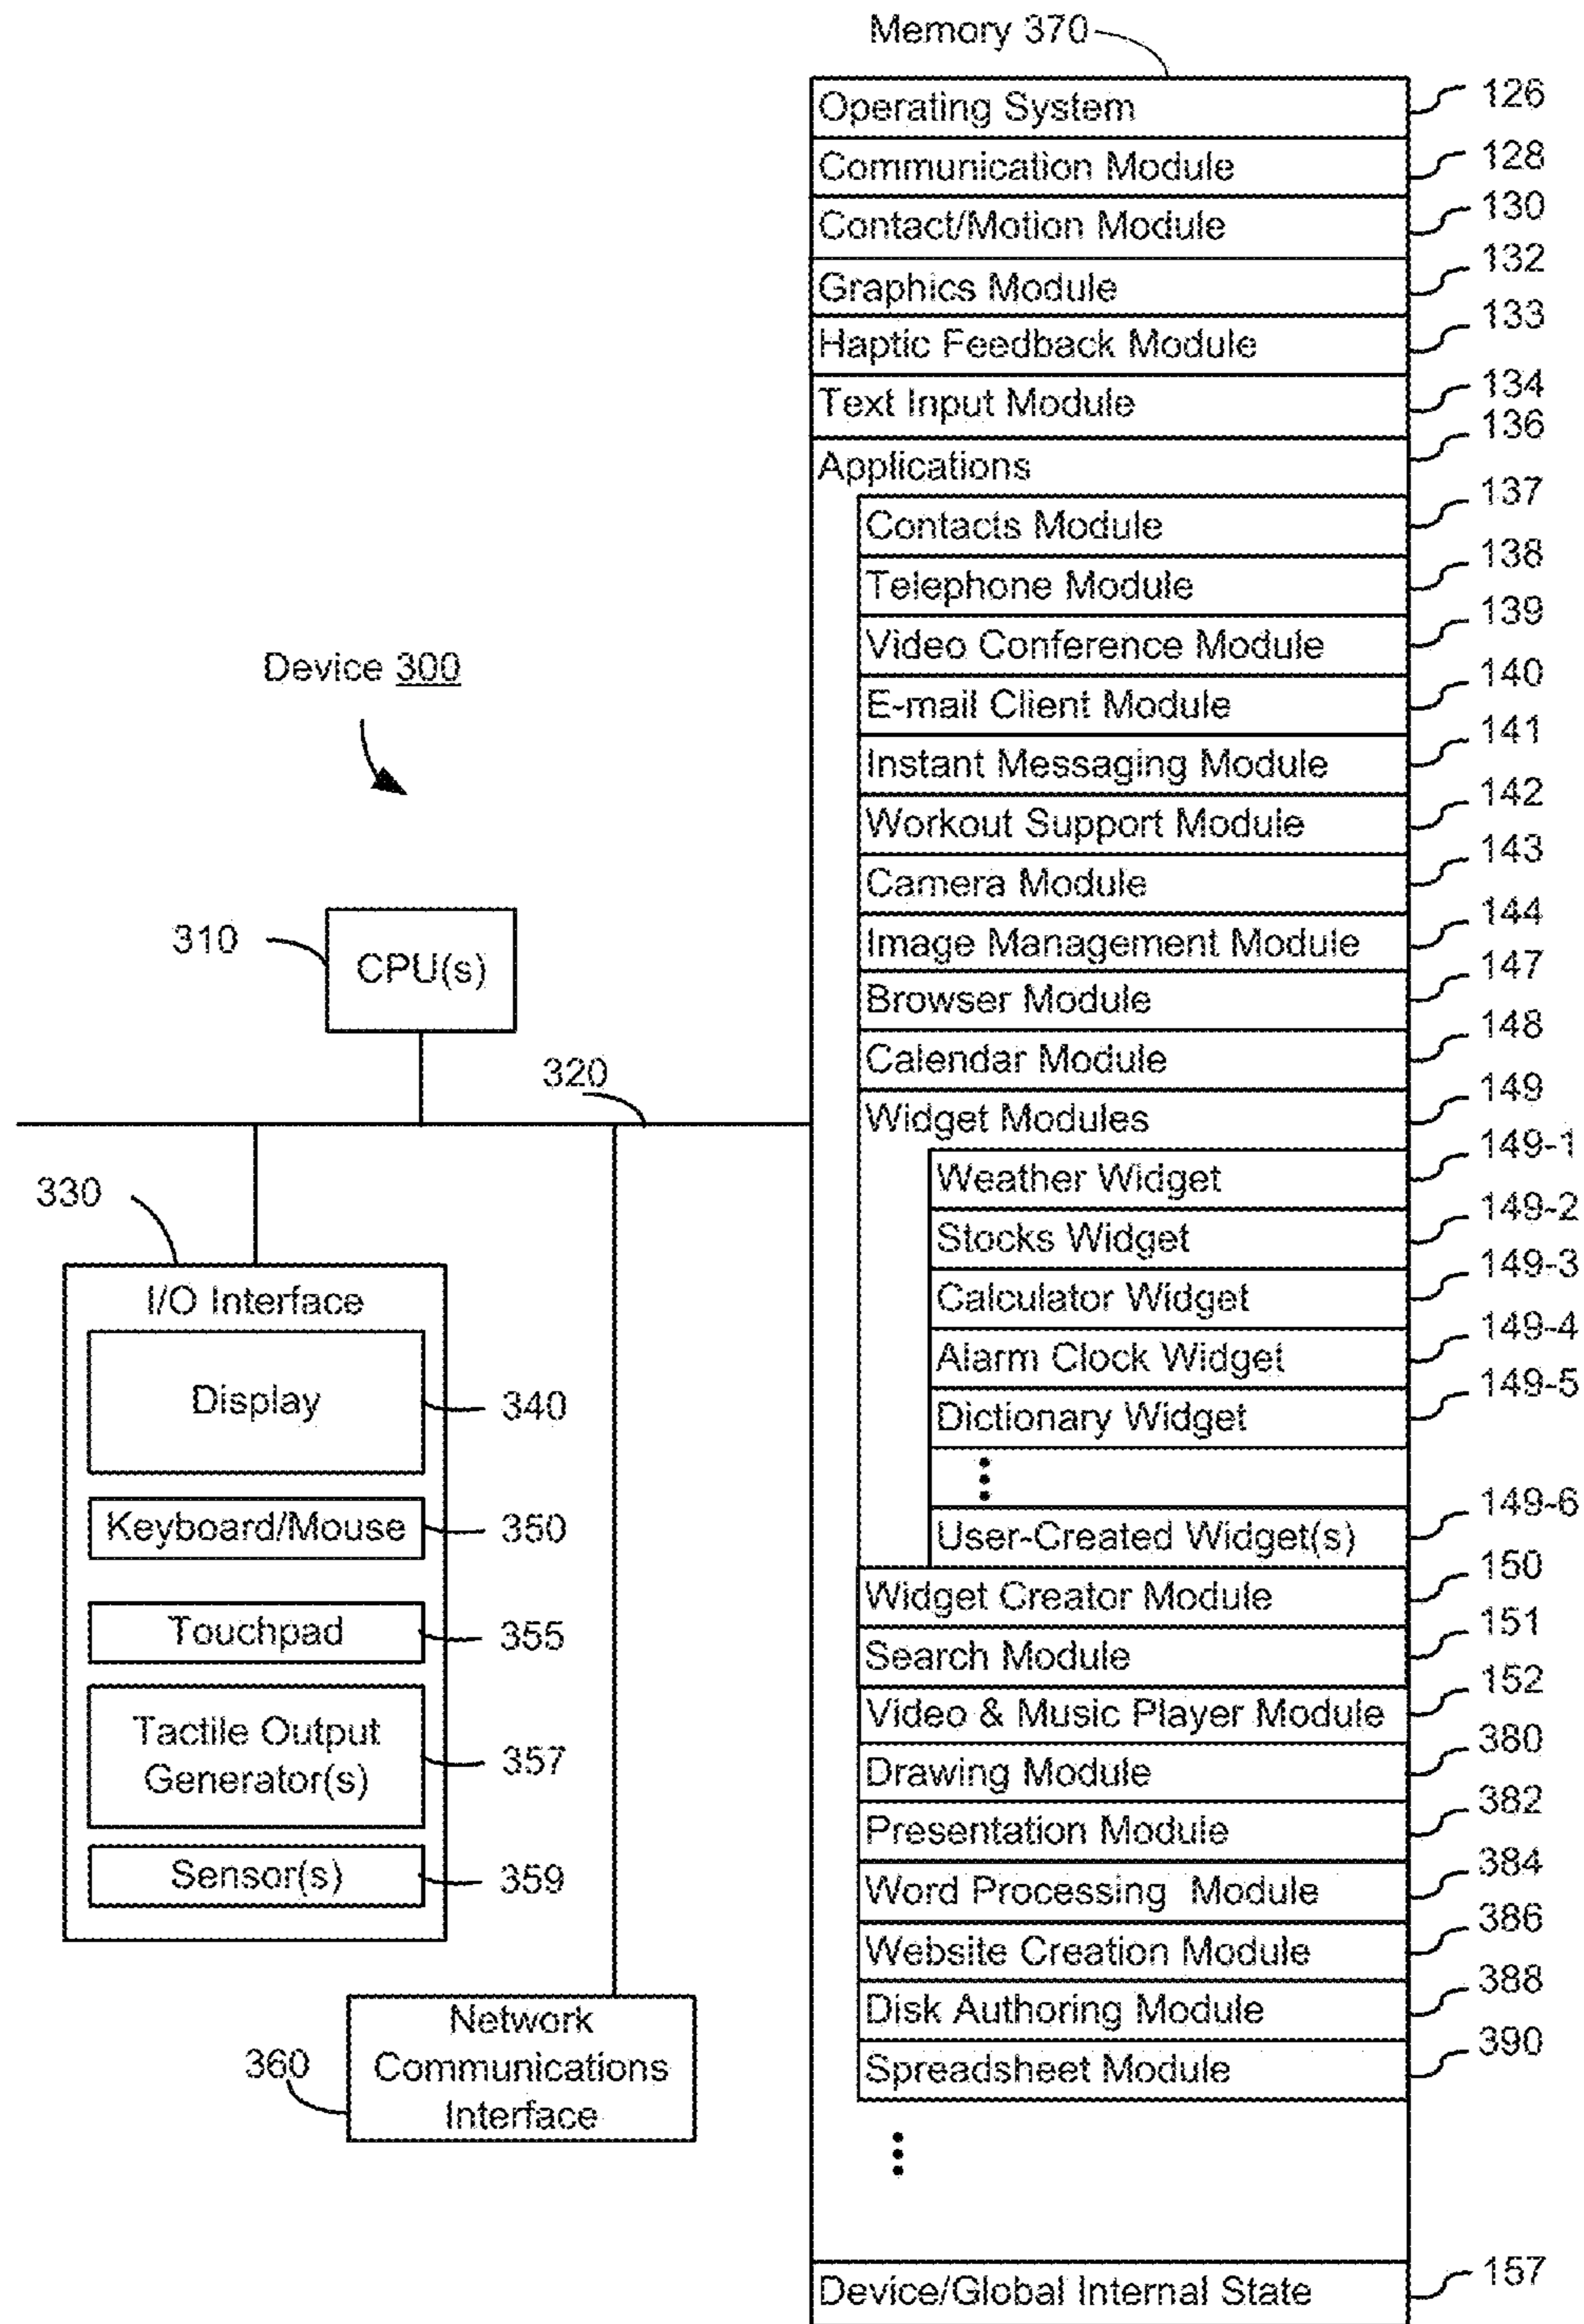 Memory 370
Operating System 126
Communication Module 128
Contact/Motion Module 130
Graphics Module 132
Haptic Feedback Module 133
Text Input Module 134
Applications 136
Contacts Module 137
Telephone Module 138
Video Conference Module 139
E-mail Client Module 140
Instant Messaging Module 141
Workout Support Module 142
Camera Module 143
Image Management Module 144
Browser Module 147
Calendar Module 148
Widget Modules 149
Weather Widget 149-1
Stocks Widget 149-2
Calculator Widget 149-3
Alarm Clock Widget 149-4
Dictionary Widget 149-5
User-Created Widget(s) 149-6
Widget Creator Module 150
Search Module 151
Video & Music Player Module 152
Drawing Module 380
Presentation Module 382
Word Processing Module 384
Website Creation Module 386
Disk Authoring Module 388
Spreadsheet Module 390
Device/Global Internal State 157
Device 300
310
CPU(s)
320
330
I/O Interface
Display 340
Keyboard/Mouse 350
Touchpad 355
Tactile Output
Generator(s)
357
Sensor(s) 359
360
Network
Communications
Interface